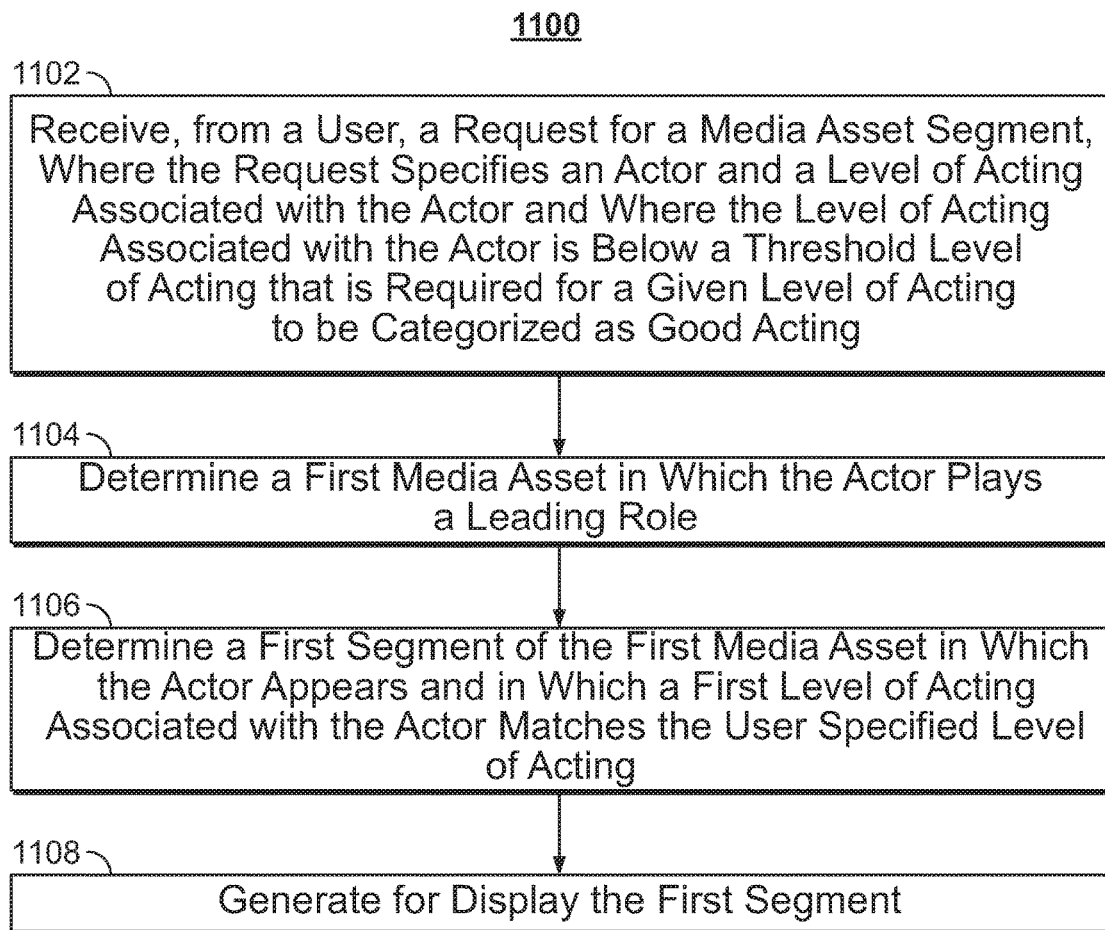 1100
1102
Receive, from a User, a Request for a Media Asset Segment,
Where the Request Specifies an Actor and a Level of Acting
Associated with the Actor and Where the Level of Acting
Associated with the Actor is Below a Threshold Level
of Acting that is Required for a Given Level of Acting
to be Categorized as Good Acting
1104
Determine a First Media Asset in Which the Actor Plays
a Leading Role
1106
Determine a First Segment of the First Media Asset in Which
the Actor Appears and in Which a First Level of Acting
Associated with the Actor Matches the User Specified Level
of Acting
1108
Generate for Display the First Segment